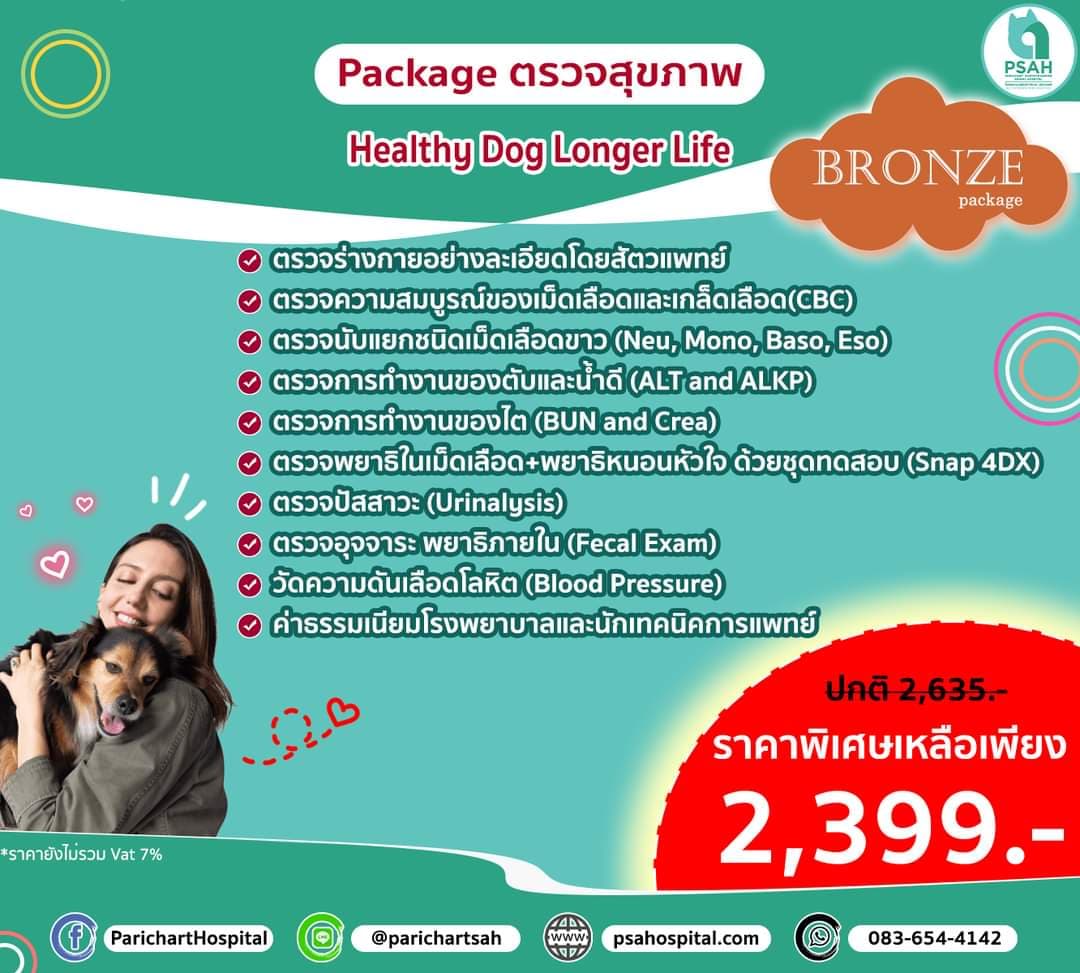 PSAH
Package ตรวจสุขภาพ
Healthy Dog Longer Life
BRONZE
package
ตรวจร่างกายอย่างละเอียดโดยสัตวแพทย์
ตรวจความสมบูรณ์ของเม็ดเลือดและเกล็ดเลือด(CBC)
ตรวจนับแยกชนิดเม็ดเลือดขาว (Neu, Mono, Baso, Eso)
ตรวจการทำงานของตับและน้ำดี (ALT and ALKP)
ตรวจการทำงานของไต (BUN and Crea)
ตรวจพยาธิในเม็ดเลือด+พยาธิหนอนหัวใจ ด้วยชุดทดสอบ (Snap 4DX)
ตรวจปัสสาวะ (Urinalysis)
ตรวจอุจจาระ พยาธิภายใน (Fecal Exam)
วัดความดันเลือดโลหิต (Blood Pressure)
ค่าธรรมเนียมโรงพยาบาลและนักเทคนิคการแพทย์
ปกติ 2,635.-
ราคาพิเศษเหลือเพียง
2,399.-
*ราคายังไม่รวม Vat 7%
ParichartHospital
@parichartsah
www
psahospital.com
083-654-4142